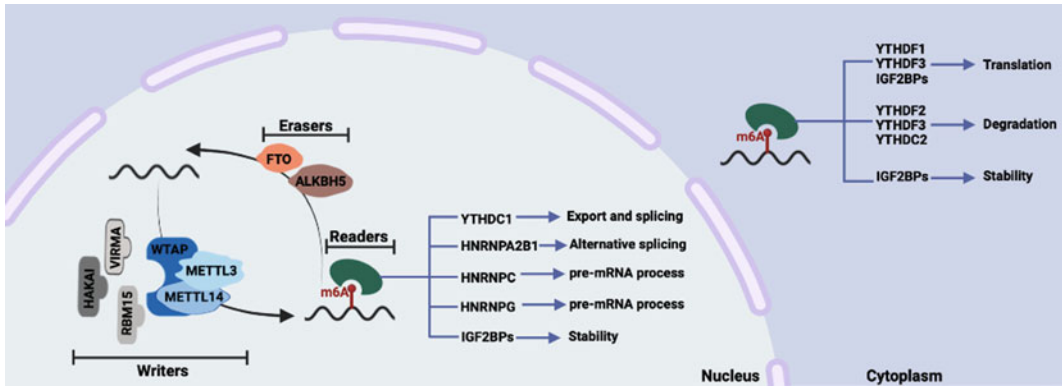 Erasers
FTO
ALKBH5
WTAP
METTL3
METTL14
VIRMA
HAKAI
RBM15
Writers
Readers
m6A
YTHDC1
Export and splicing
HNRNPA2B1
Alternative splicing
HNRNPC
pre-mRNA process
HNRNPG
pre-mRNA process
IGF2BPs
Stability
m6A
YTHDF1
YTHDF3
IGF2BPs
Translation
YTHDF2
YTHDF3
YTHDC2
Degradation
IGF2BPs
Stability
Nucleus
Cytoplasm